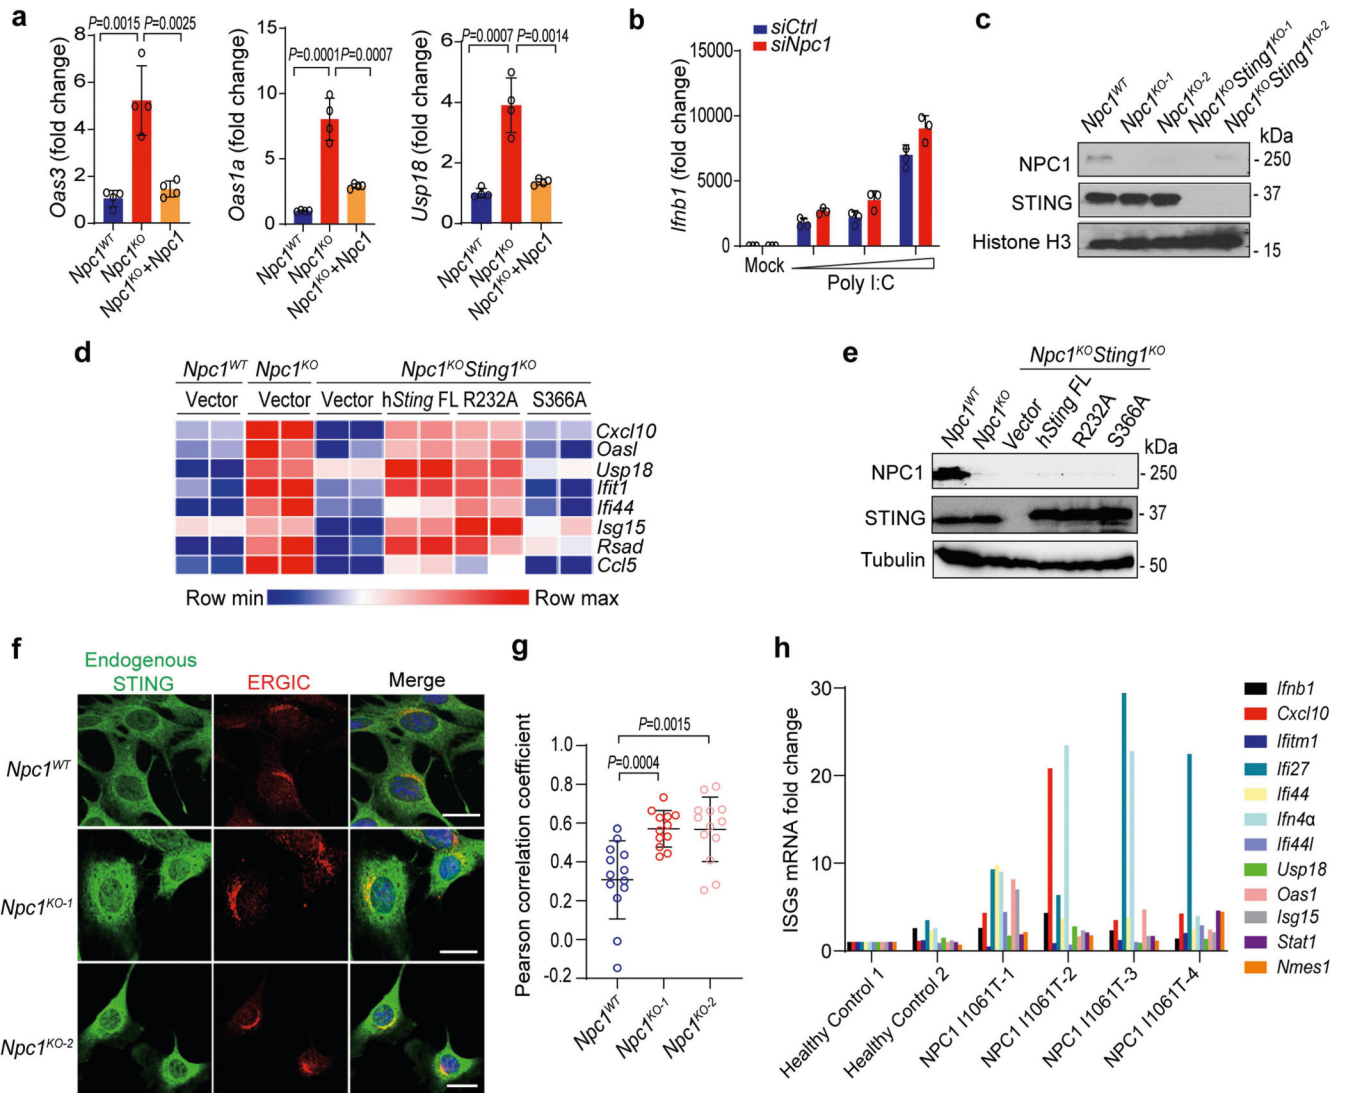 a
P=0.0015
P=0.0025
Oas3 (fold change)
8
6
4
2
0
Npc1WT
Npc1KO
Npc1KO+Npc1
P=0.0001
P=0.0007
Oas1a (fold change)
15
10
5
0
Npc1WT
Npc1KO
Npc1KO+Npc1
P=0.0007
P=0.0014
Usp18 (fold change)
6
4
2
0
Npc1WT
Npc1KO
Npc1KO+Npc1
b
siCtrl
siNpc1
Ifnb1 (fold change)
15000
10000
5000
0
Mock
Poly I:C
c
Npc1WT
Npc1KO-1
Npc1KO-2
Npc1KOSting1KO-1
Npc1KOSting1KO-2
kDa
NPC1
- 250
STING
- 37
Histone H3
- 15
d
Npc1WT
Npc1KO
Npc1KOSting1KO
Vector
Vector
Vector
hSting FL
R232A
S366A
Cxcl10
Oasl
Usp18
Ifit1
Ifi44
Isg15
Rsad
Ccl5
Row min
Row max
e
Npc1KOSting1KO
Npc1WT
Npc1KO
Vector
hSting FL
R232A
S366A
kDa
NPC1
- 250
STING
- 37
Tubulin
- 50
f
Endogenous
STING
ERGIC
Merge
Npc1WT
Npc1KO-1
Npc1KO-2
g
P=0.0015
P=0.0004
Pearson correlation coefficient
1.0
0.8
0.6
0.4
0.2
0.0
-0.2
Npc1WT
Npc1KO-1
Npc1KO-2
h
ISGs mRNA fold change
30
20
10
0
Healthy Control 1
Healthy Control 2
NPC1 I1061T-1
NPC1 I1061T-2
NPC1 I1061T-3
NPC1 I1061T-4
Ifnb1
Cxcl10
Ifitm1
Ifi27
Ifi44
Ifn4α
Ifi44l
Usp18
Oas1
Isg15
Stat1
Nmes1